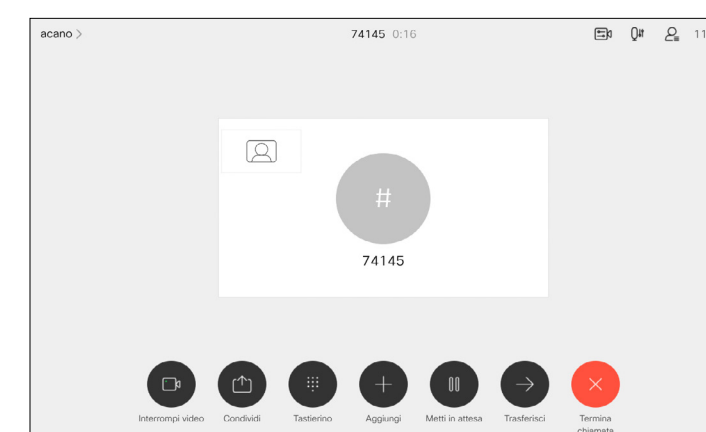 acano
74145 0:16
11
#
74145
Interrompi video
Condividi
Tastierino
Aggiungi
Metti in attesa
Trasferisci
Termina
chiamata